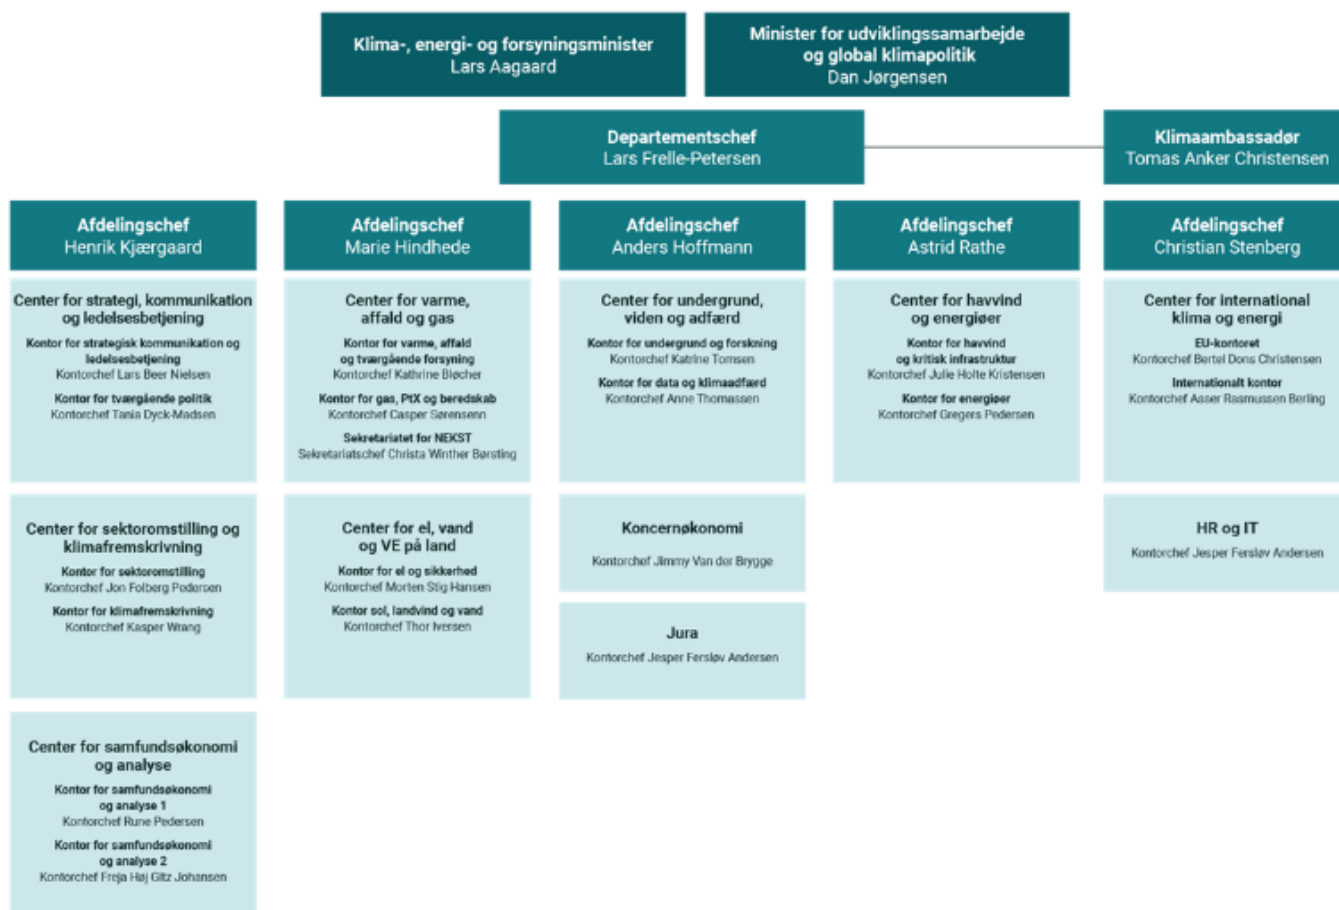 Klima-, energi- og forsyningsminister
Lars Aagaard
Minister for udviklingssamarbejde
og global klimapolitik
Dan Jørgensen
Departementschef
Lars Frelle-Petersen
Klimaambassadør
Tomas Anker Christensen
Afdelingschef
Henrik Kjærgaard
Center for strategi, kommunikation
og ledelsesbetjening
Kontor for strategisk kommunikation og
ledelsesbetjening
Kontorchef Lars Beer Nielsen
Kontor for tværgående politik
Kontorchef Tania Dyck-Madsen
Center for sektoromstilling og
klimafremskrivning
Kontor for sektoromstilling
Kontorchef Jon Folberg Pedersen
Kontor for klimafremskrivning
Kontorchef Kasper Wrang
Center for samfundsøkonomi
og analyse
Kontor for samfundsøkonomi
og analyse 1
Kontorchef Rune Pedersen
Kontor for samfundsøkonomi
og analyse 2
Kontorchef Freja Høj Gitz Johansen
Afdelingschef
Marie Hindhede
Center for varme,
affald og gas
Kontor for varme, affald
og tværgående forsyning
Kontorchef Kathrine Bløcher
Kontor for gas, PtX og beredskab
Kontorchef Casper Sørensenn
Sekretariatet for NEKST
Sekretariatschef Christa Winther Børsting
Center for el, vand
og VE på land
Kontor for el og sikkerhed
Kontorchef Morten Stig Hansen
Kontor sol, landvind og vand
Kontorchef Thor Iversen
Afdelingschef
Anders Hoffmann
Center for undergrund,
viden og adfærd
Kontor for undergrund og forskning
Kontorchef Katrine Tomsen
Kontor for data og klimaadfærd
Kontorchef Anne Thomassen
Koncernøkonomi
Kontorchef Jimmy Van der Brygge
Jura
Kontorchef Jesper Fersløv Andersen
Afdelingschef
Astrid Rathe
Center for havvind
og energiøer
Kontor for havvind
og kritisk infrastruktur
Kontorchef Julie Holte Kristensen
Kontor for energiøer
Kontorchef Gregers Pedersen
Afdelingschef
Christian Stenberg
Center for international
klima og energi
EU-kontoret
Kontorchef Bertel Dons Christensen
Internationalt kontor
Kontorchef Asser Rasmussen Berling
HR og IT
Kontorchef Jesper Fersløv Andersen